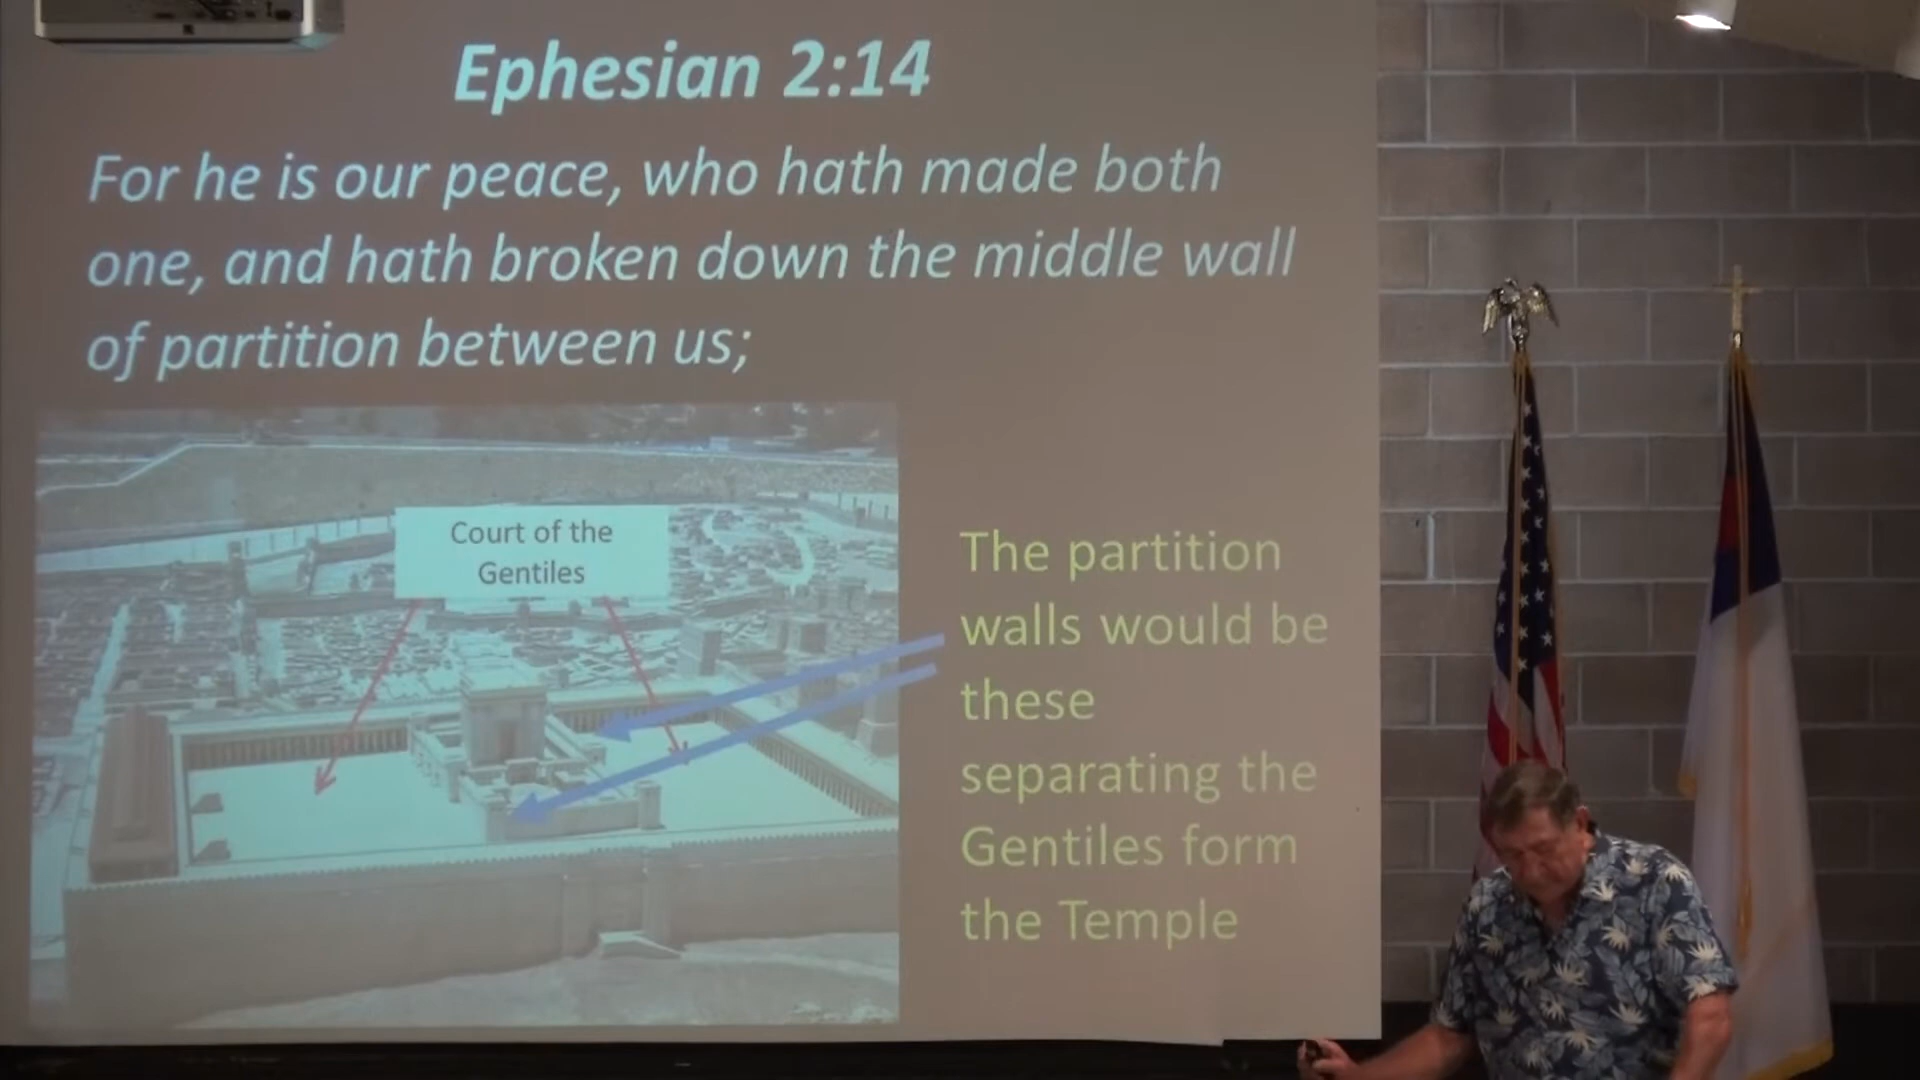 Ephesian 2:14
For he is our peace, who hath made both
one, and hath broken down the middle wall
of partition between us;
Court of the
Gentiles
The partition
walls would be
these
separating the
Gentiles form
the Temple